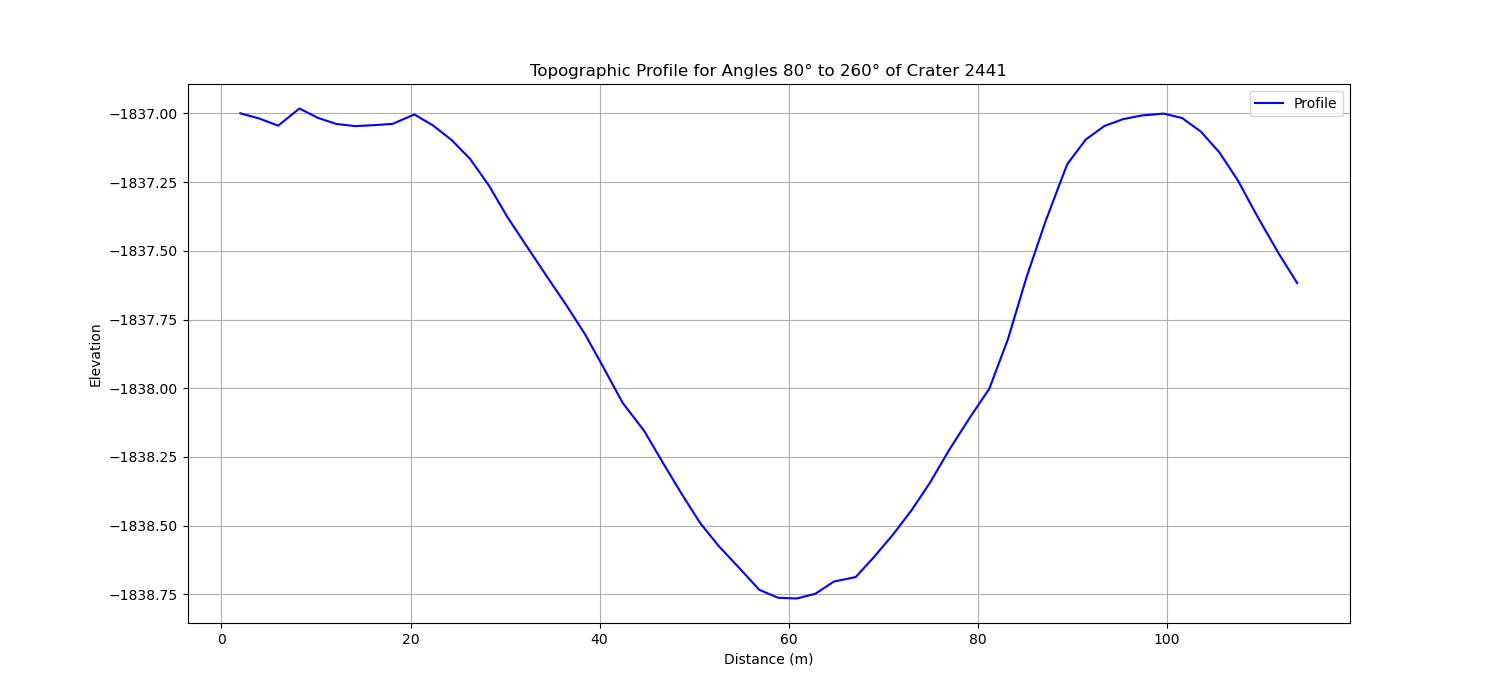 Topographic Profile for Angles 80° to 260° of Crater 2441
Profile
Elevation
−1837.00
−1837.25
−1837.50
−1837.75
−1838.00
−1838.25
−1838.50
−1838.75
0 20 40 60 80 100
Distance (m)